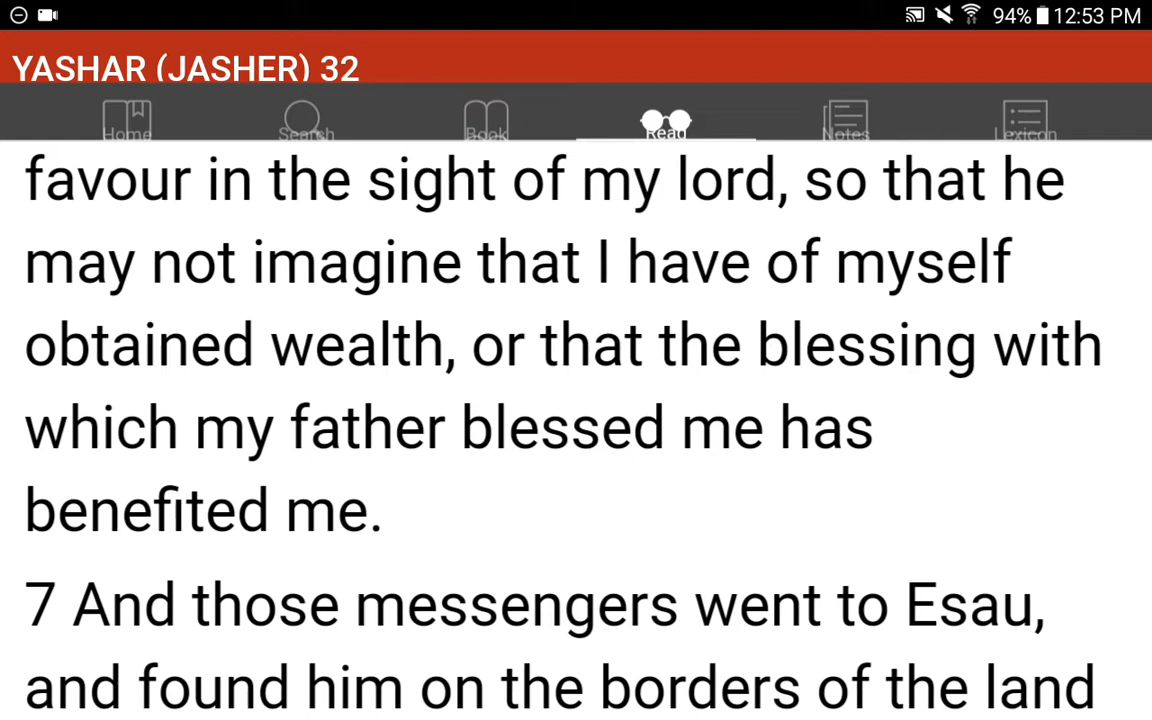 94% 12:53 PM
YASHAR (JASHER) 32
Home Search Book Read Notes Lexicon
favour in the sight of my lord, so that he
may not imagine that I have of myself
obtained wealth, or that the blessing with
which my father blessed me has
benefited me.
7 And those messengers went to Esau,
and found him on the borders of the land